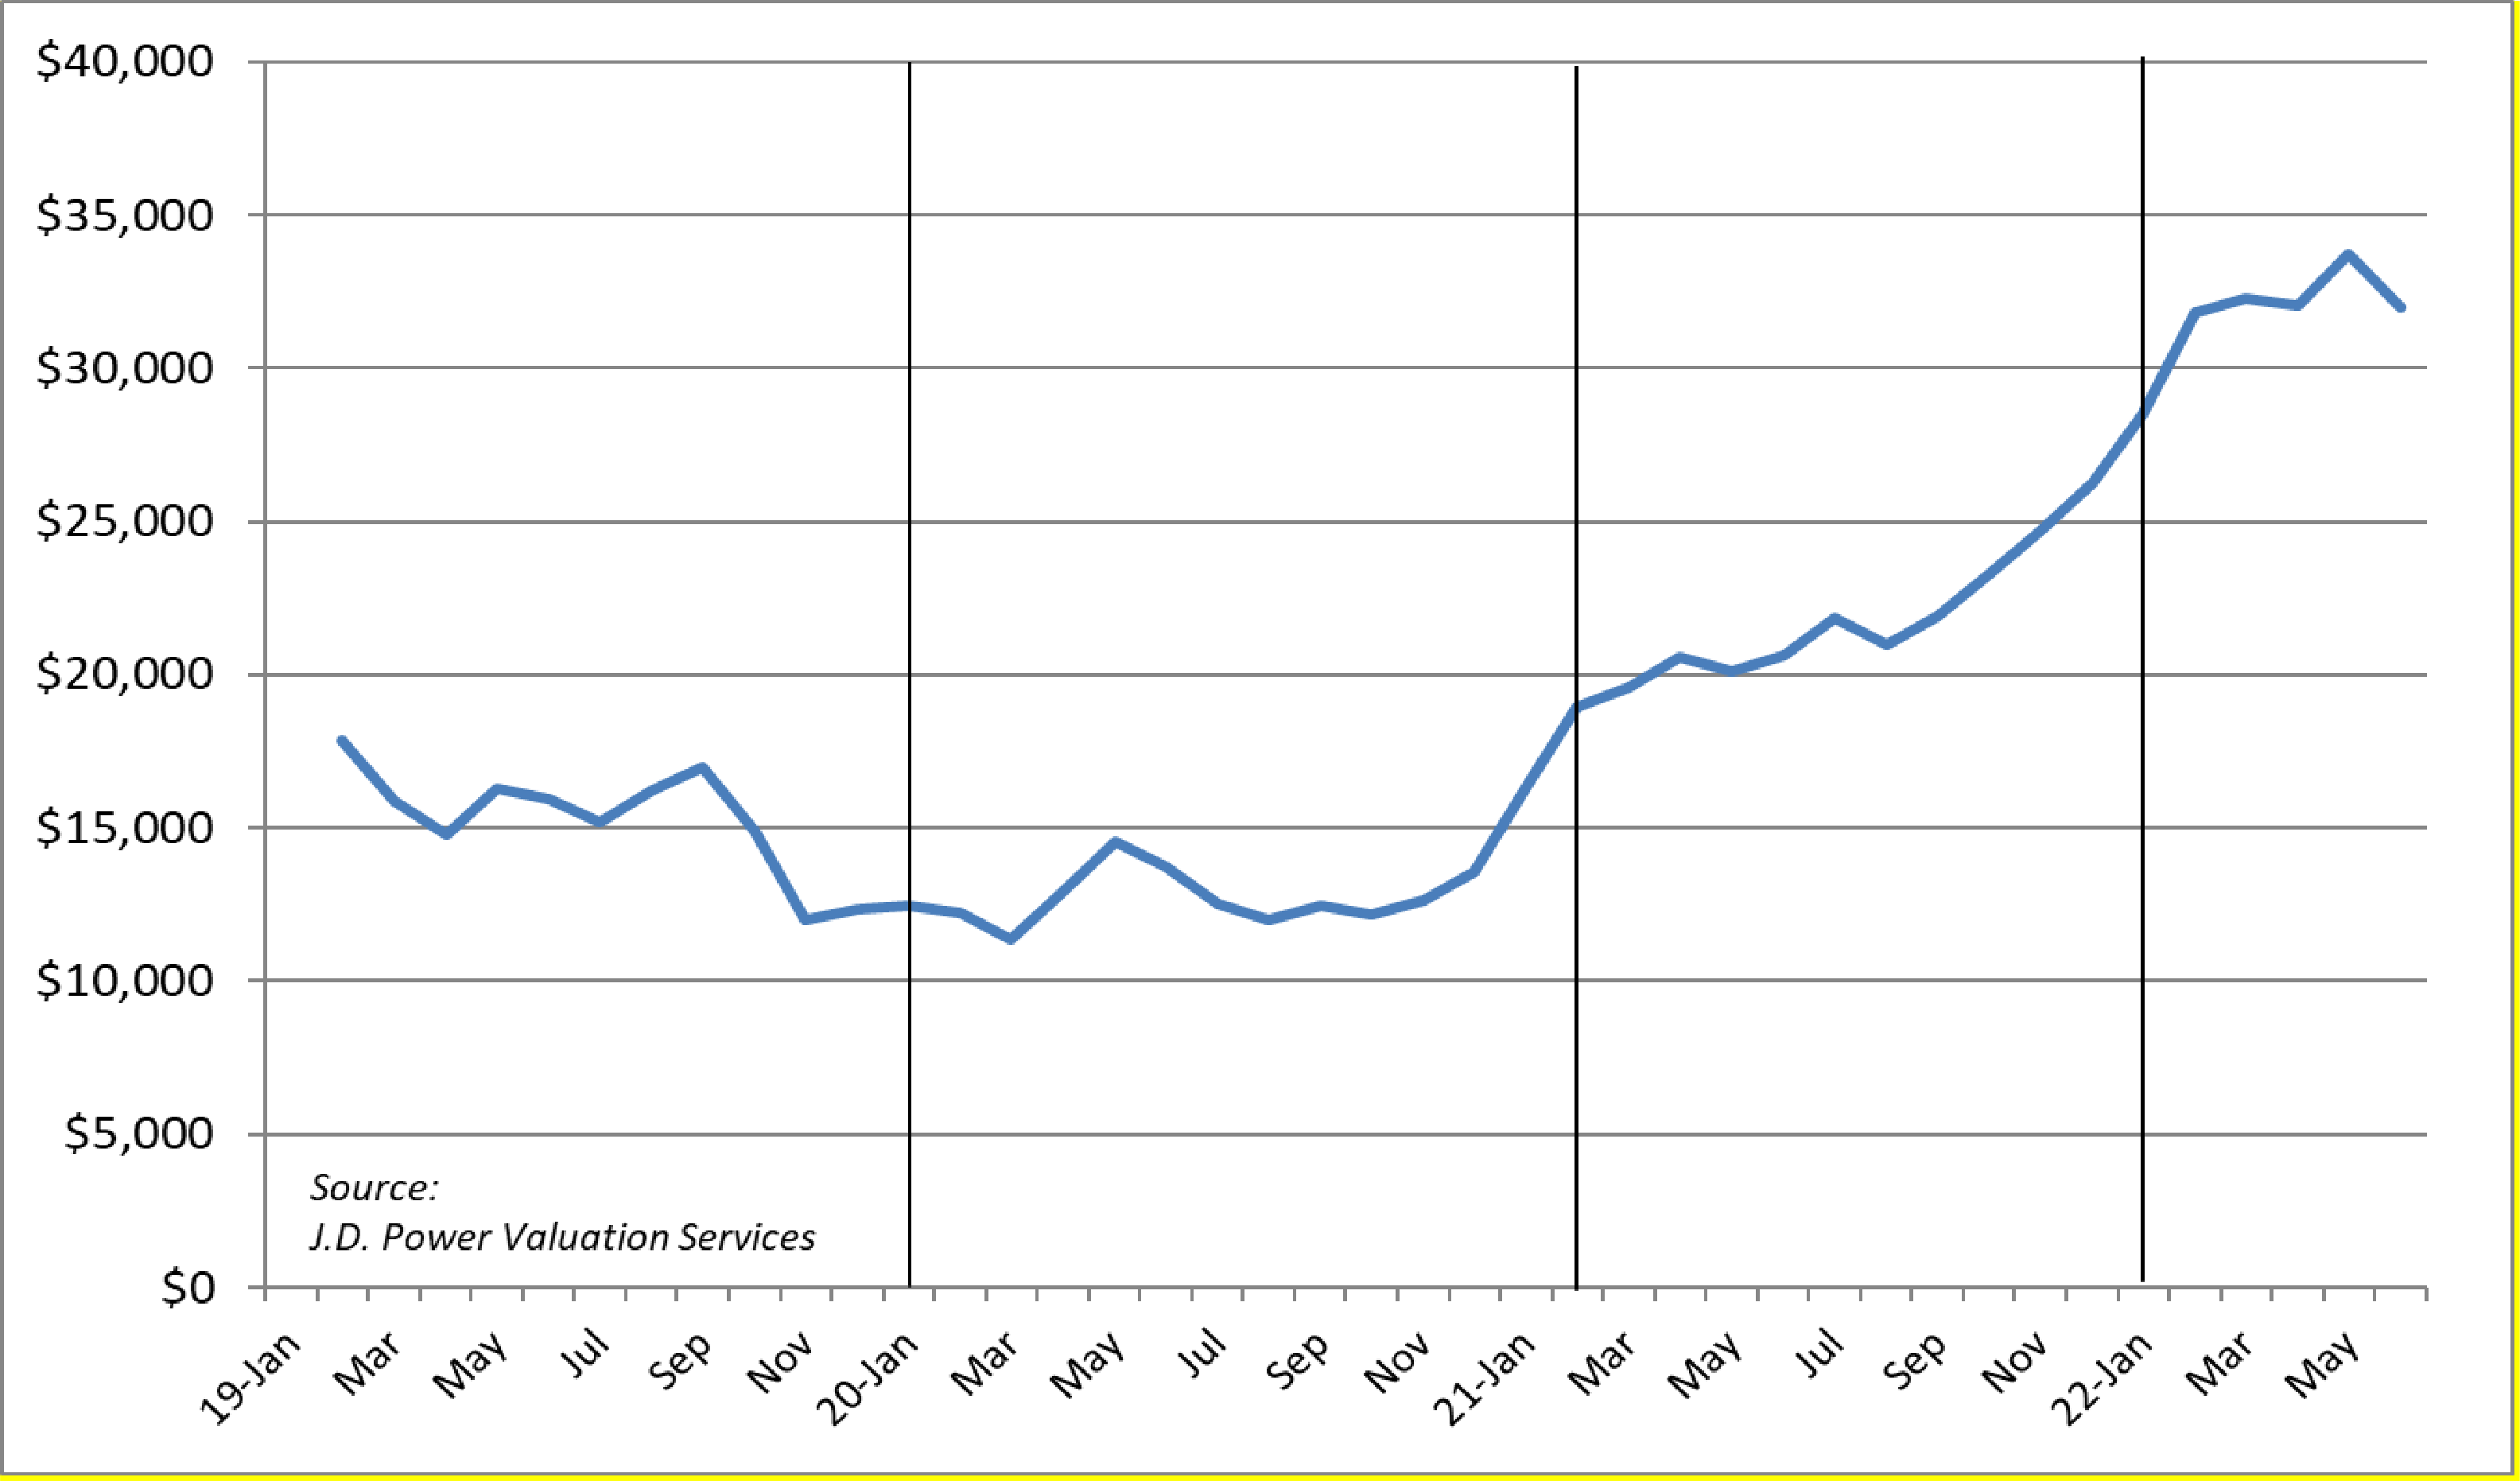 $40,000
$35,000
$30,000
$25,000
$20,000
$15,000
$10,000
$5,000
$0
Source:
J.D. Power Valuation Services
19-Jan
Mar
May
Jul
Sep
Nov
20-Jan
Mar
May
Jul
Sep
Nov
21-Jan
Mar
May
Jul
Sep
Nov
22-Jan
Mar
May